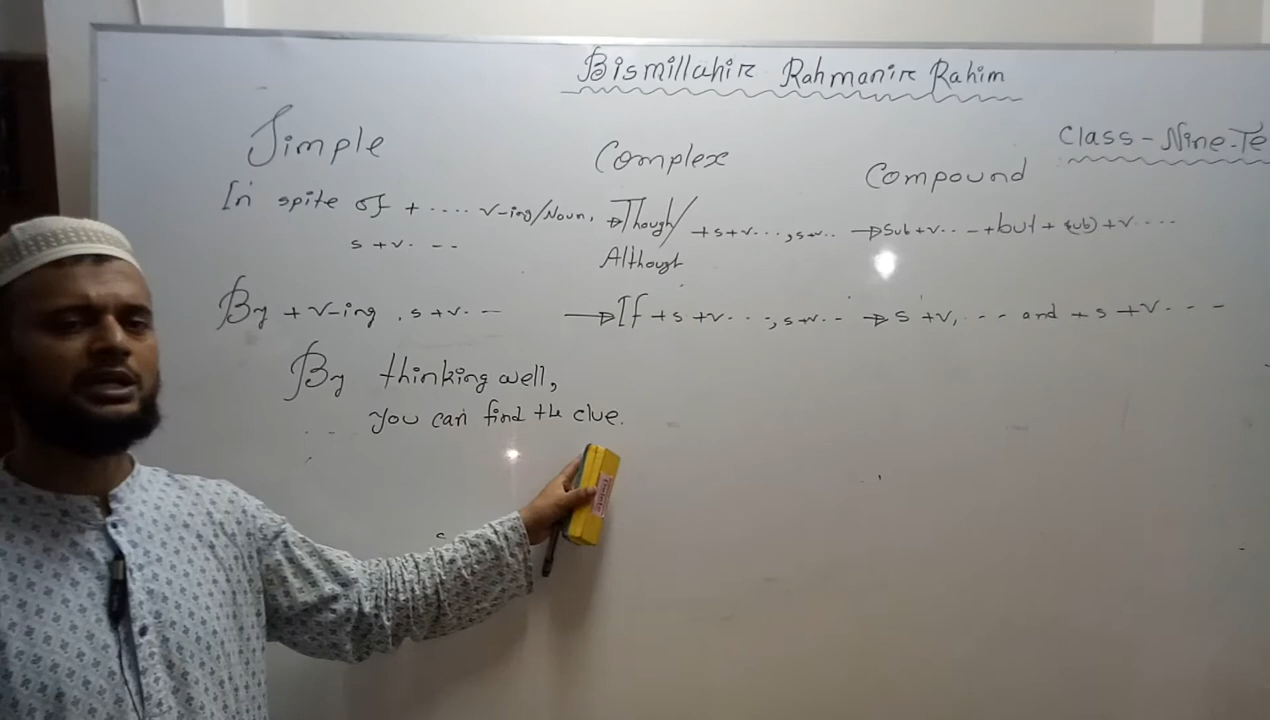 Bismillahir Rahmanir Rahim
Class-Nine-Te
Simple
Complex
Compound
In spite of + .... V-ing/Noun,
s + v. ---
Though/
Although
+s+v...., s+v..
Sub+v.. -- + but + (sub) + v ....
By + V-ing , s + v. --
If + s + v. - - -, s+v. --
s + v, --- and + s + v - - -
By thinking well,
you can find the clue.